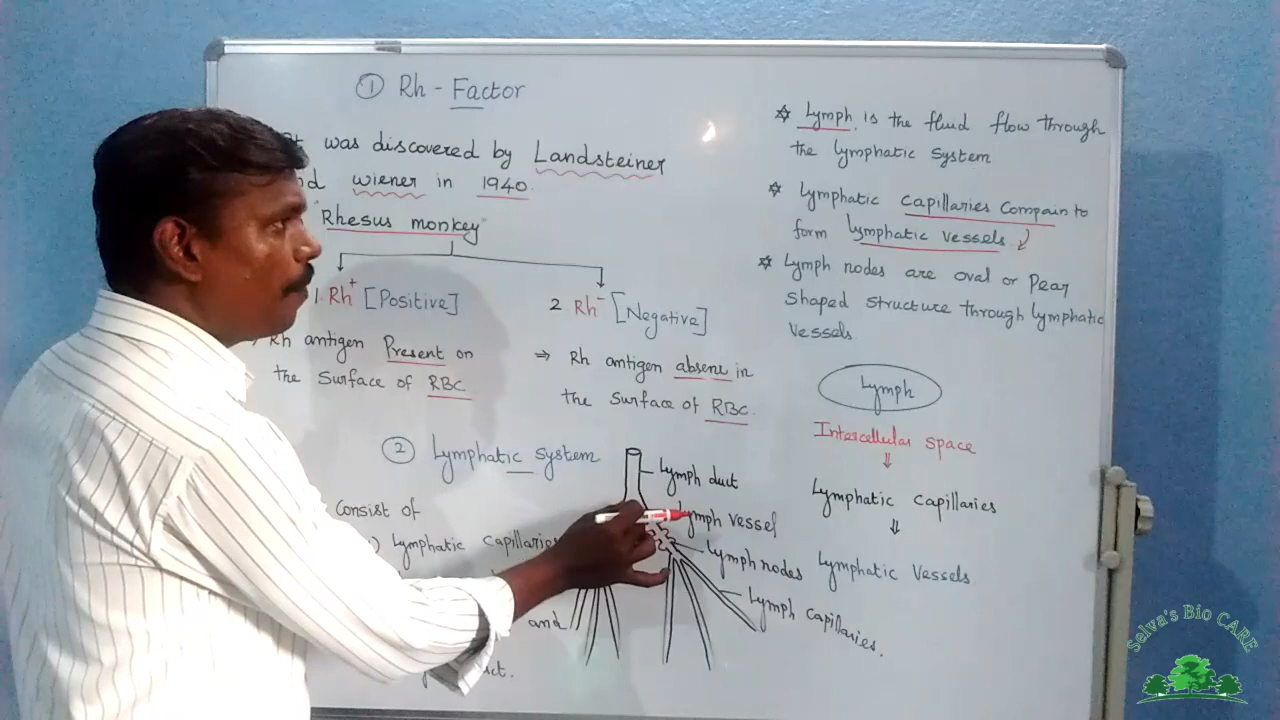 ① Rh - Factor
was discovered by Landsteiner
wiener in 1940.
"Rhesus monkey"
1. Rh⁺ [Positive]
Rh antigen Present on
the Surface of RBC
2. Rh⁻ [Negative]
⇒ Rh antigen absent in
the surface of RBC.
② Lymphatic System
Consist of
Lymphatic Capillaries
and
Lymph duct
Lymph vessel
Lymph nodes
Lymph Capillaries.
☆ Lymph is the fluid flow through
the lymphatic System
☆ Lymphatic Capillaries Compain to
form lymphatic vessels
☆ Lymph nodes are oval or Pear
Shaped Structure through lymphatic
Vessels
Lymph
Intercellular Space
⇓
Lymphatic Capillaries
⇓
Lymphatic Vessels
Selva's Bio CARE